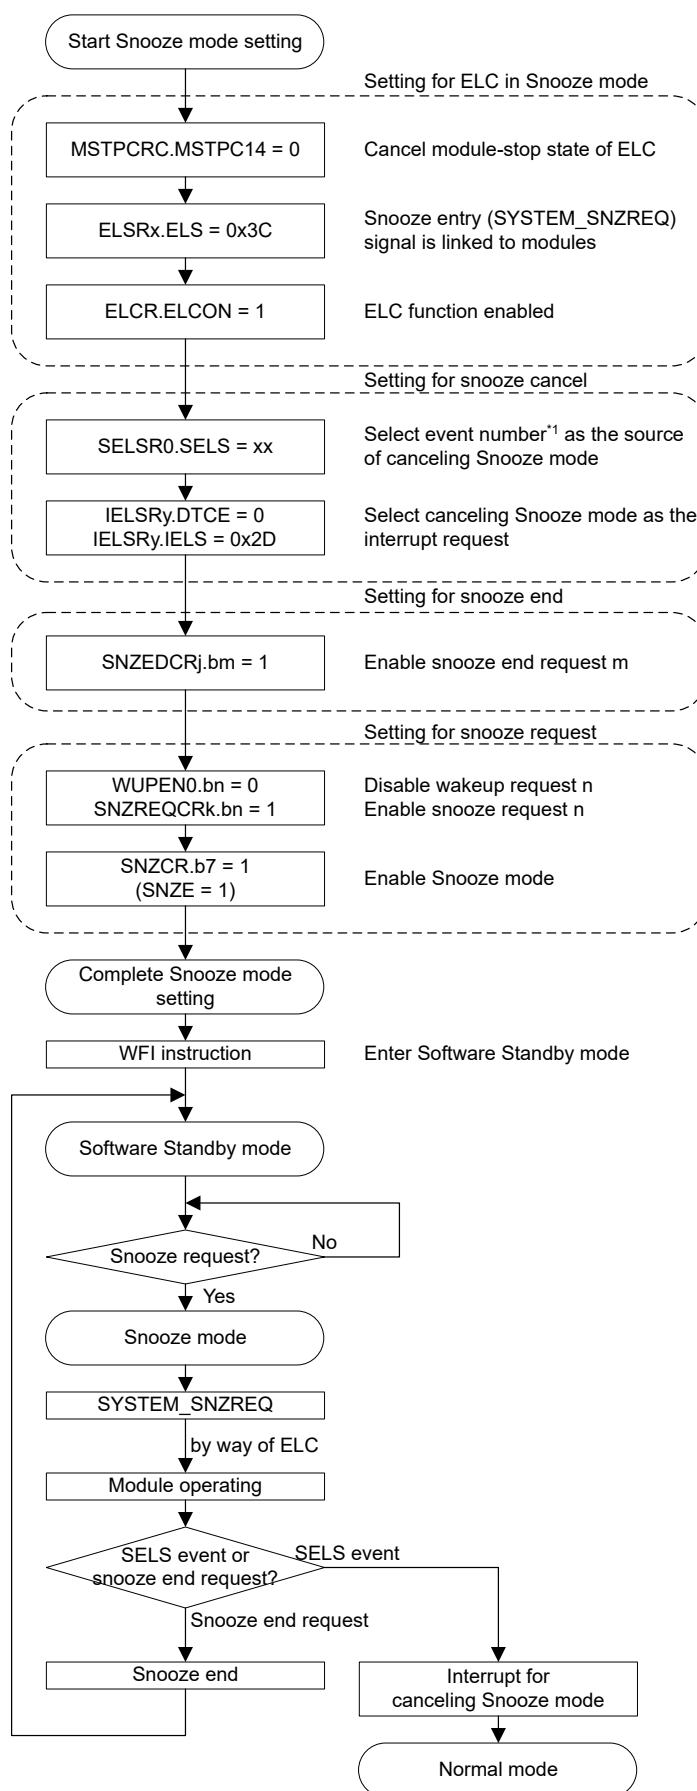 Start Snooze mode setting
Setting for ELC in Snooze mode
MSTPCRC.MSTPC14 = 0
Cancel module-stop state of ELC
ELSRx.ELS = 0x3C
Snooze entry (SYSTEM_SNZREQ)
signal is linked to modules
ELCR.ELCON = 1
ELC function enabled
Setting for snooze cancel
SELSR0.SELS = xx
Select event number*1 as the source
of canceling Snooze mode
IELSRy.DTCE = 0
IELSRy.IELS = 0x2D
Select canceling Snooze mode as the
interrupt request
Setting for snooze end
SNZEDCRj.bm = 1
Enable snooze end request m
Setting for snooze request
WUPEN0.bn = 0
SNZREQCRk.bn = 1
Disable wakeup request n
Enable snooze request n
SNZCR.b7 = 1
(SNZE = 1)
Enable Snooze mode
Complete Snooze mode
setting
WFI instruction
Enter Software Standby mode
Software Standby mode
Snooze request?
No
Yes
Snooze mode
SYSTEM_SNZREQ
by way of ELC
Module operating
SELS event or
snooze end request?
SELS event
Snooze end request
Snooze end
Interrupt for
canceling Snooze mode
Normal mode